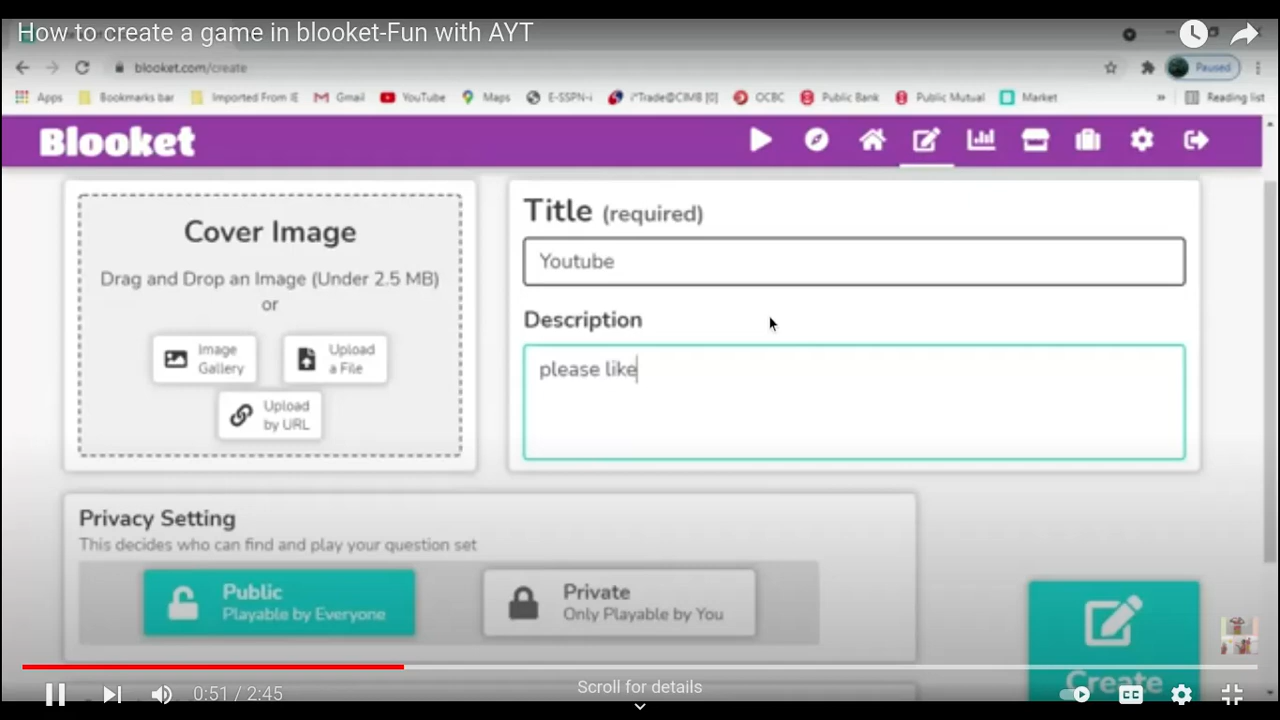 How to create a game in blooket-Fun with AYT
blooket.com/create
Paused
Apps Bookmarks bar Imported From IE Gmail YouTube Maps E-SSPN-i i*Trade@CIMB [0] OCBC Public Bank Public Mutual Market » Reading list
Blooket
Cover Image
Drag and Drop an Image (Under 2.5 MB)
or
Image
Gallery
Upload
a File
Upload
by URL
Title (required)
Youtube
Description
please like
Privacy Setting
This decides who can find and play your question set
Public
Playable by Everyone
Private
Only Playable by You
Create
0:51 / 2:45
Scroll for details
CC